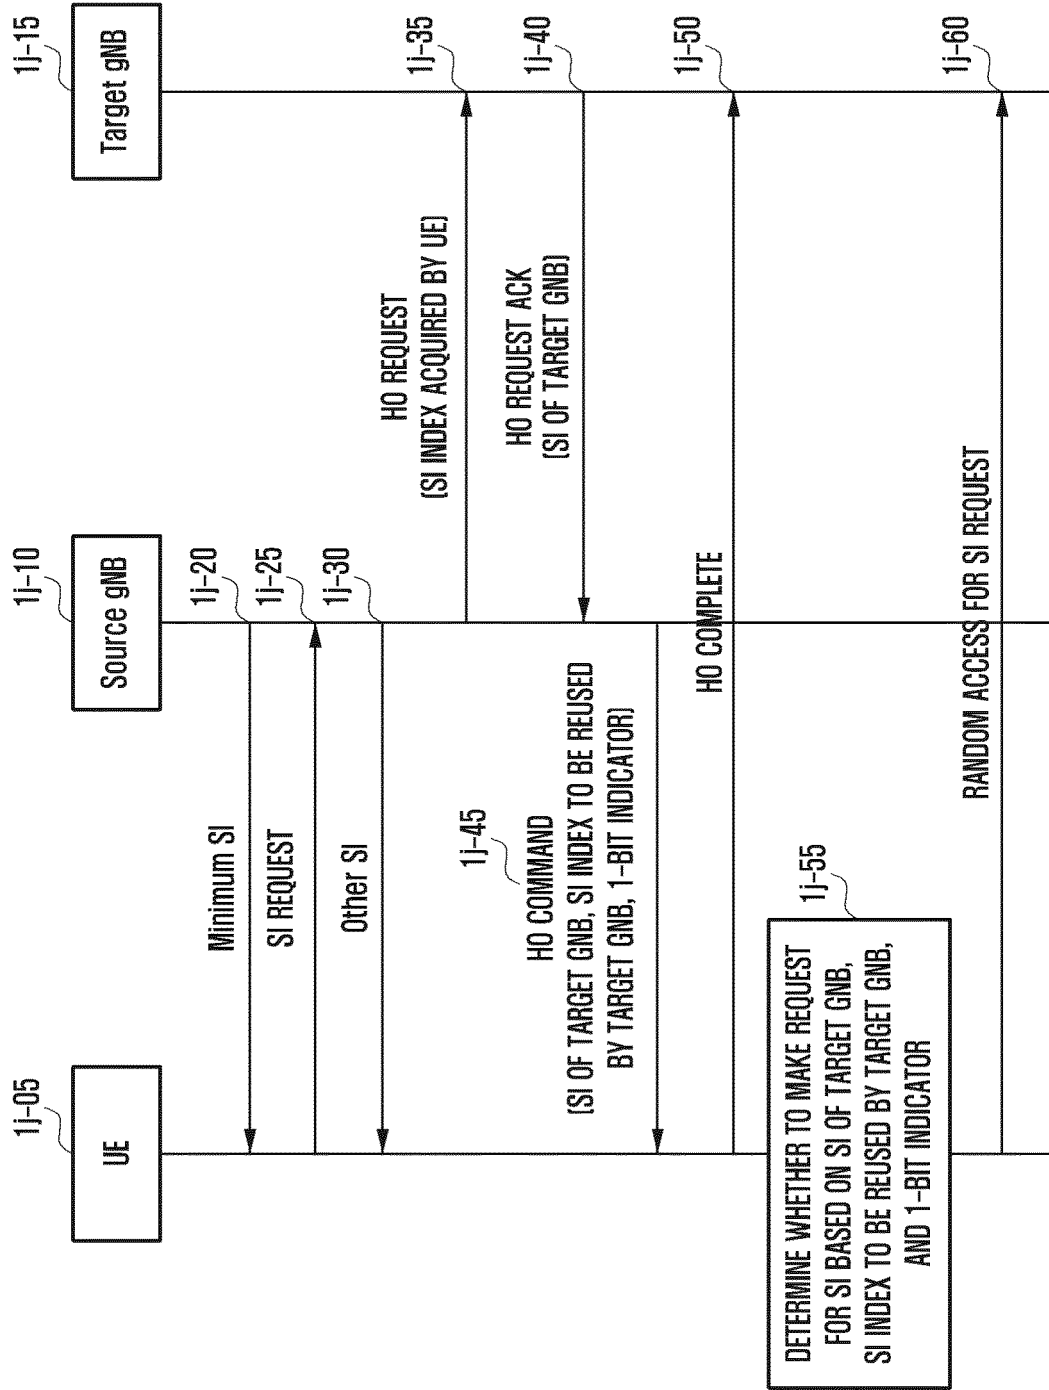 1j-05
UE
1j-10
Source gNB
1j-15
Target gNB
Minimum SI
1j-20
SI REQUEST
1j-25
Other SI
1j-30
HO REQUEST
(SI INDEX ACQUIRED BY UE)
1j-35
HO REQUEST ACK
(SI OF TARGET GNB)
1j-40
1j-45
HO COMMAND
(SI OF TARGET GNB, SI INDEX TO BE REUSED
BY TARGET GNB, 1-BIT INDICATOR)
HO COMPLETE
1j-50
1j-55
DETERMINE WHETHER TO MAKE REQUEST
FOR SI BASED ON SI OF TARGET GNB,
SI INDEX TO BE REUSED BY TARGET GNB,
AND 1-BIT INDICATOR
RANDOM ACCESS FOR SI REQUEST
1j-60